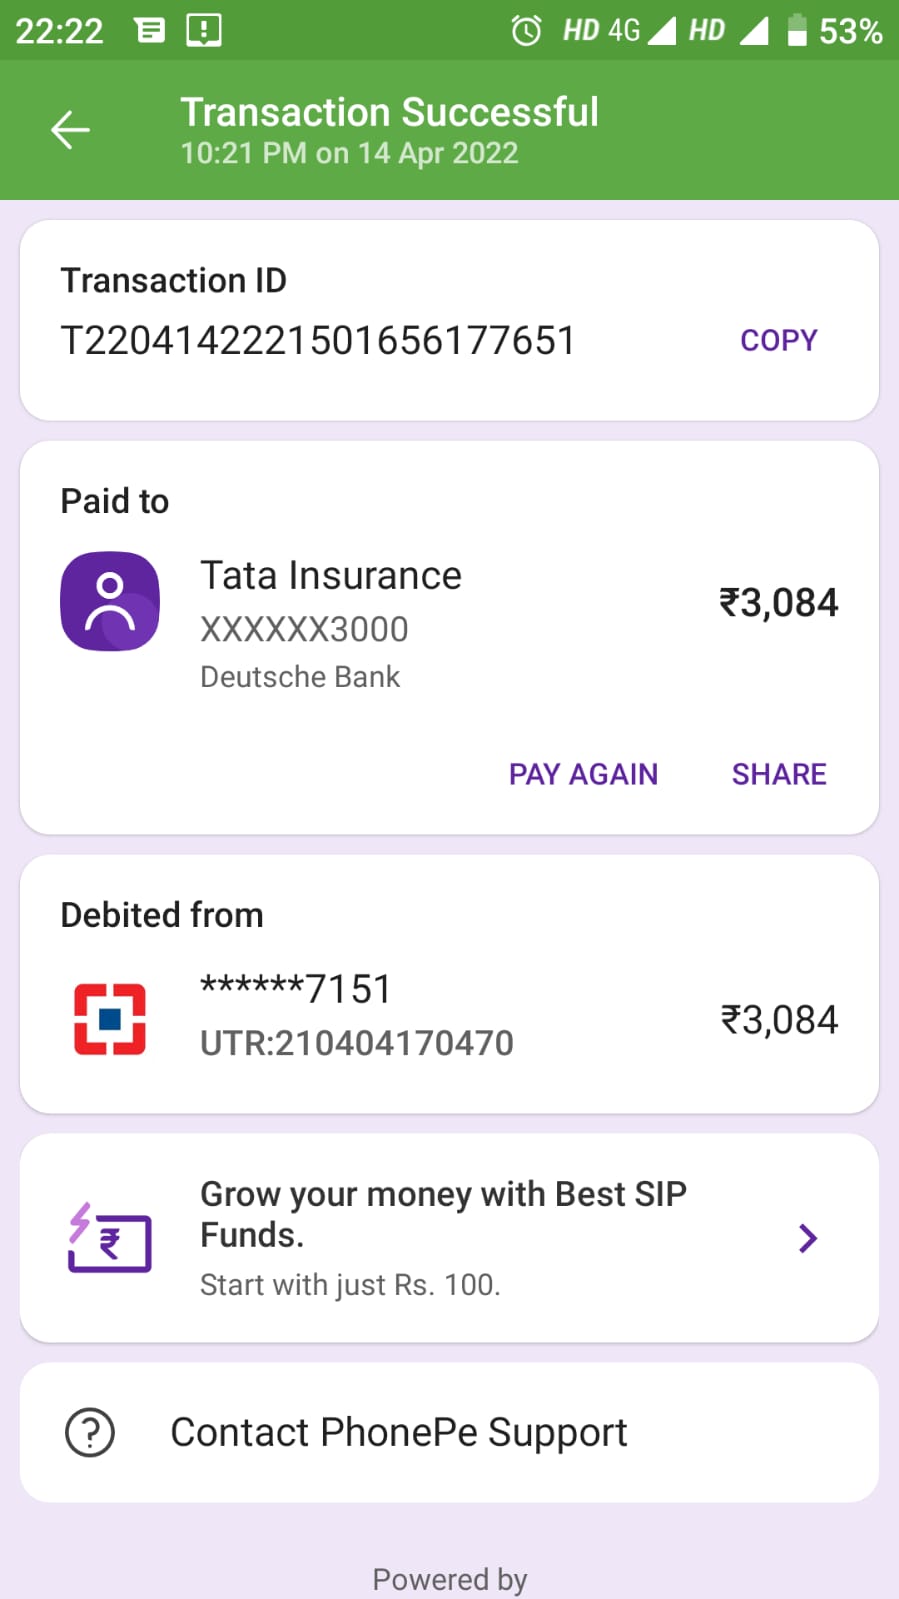 22:22 HD 4G HD 53%
Transaction Successful
10:21 PM on 14 Apr 2022
Transaction ID
T2204142221501656177651 COPY
Paid to
Tata Insurance
₹3,084
XXXXXX3000
Deutsche Bank
PAY AGAIN SHARE
Debited from
******7151
₹3,084
UTR:210404170470
Grow your money with Best SIP
Funds.
Start with just Rs. 100.
Contact PhonePe Support
Powered by